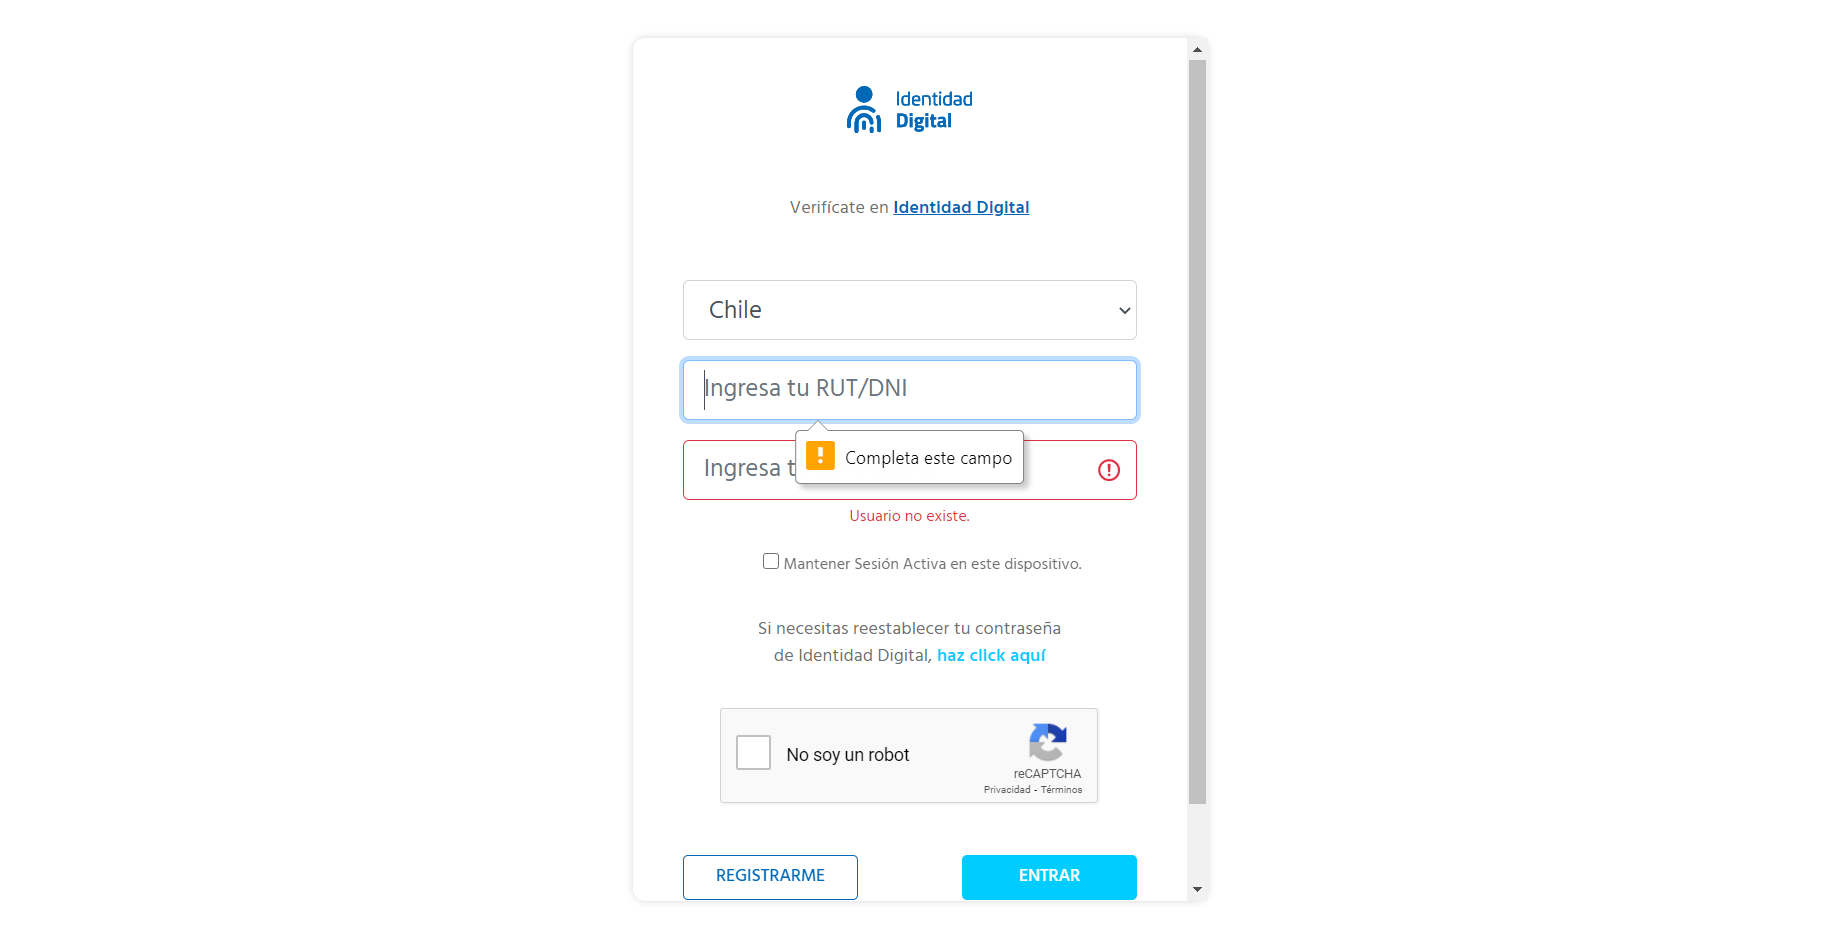 Identidad
Digital
Verifícate en Identidad Digital
Chile
Ingresa tu RUT/DNI
Completa este campo
Ingresa t
Usuario no existe.
Mantener Sesión Activa en este dispositivo.
Si necesitas reestablecer tu contraseña
de Identidad Digital, haz click aquí
No soy un robot
reCAPTCHA
Privacidad - Términos
REGISTRARME
ENTRAR